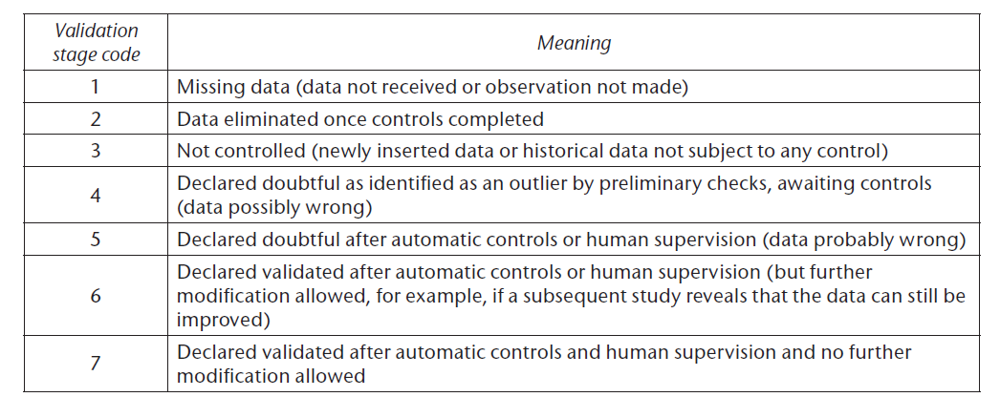 Validation
stage code
Meaning
1
Missing data (data not received or observation not made)
2
Data eliminated once controls completed
3
Not controlled (newly inserted data or historical data not subject to any control)
4
Declared doubtful as identified as an outlier by preliminary checks, awaiting controls
(data possibly wrong)
5
Declared doubtful after automatic controls or human supervision (data probably wrong)
6
Declared validated after automatic controls or human supervision (but further
modification allowed, for example, if a subsequent study reveals that the data can still be
improved)
7
Declared validated after automatic controls and human supervision and no further
modification allowed